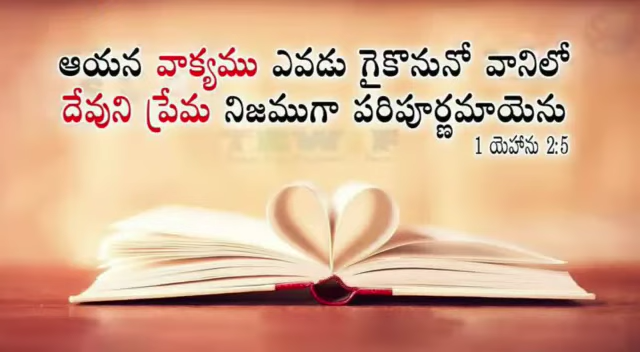 ఆయన వాక్యము ఎవడు గైకొనునో వానిలో
దేవుని ప్రేమ నిజముగా పరిపూర్ణమాయెను
1 యెహాను 2:5